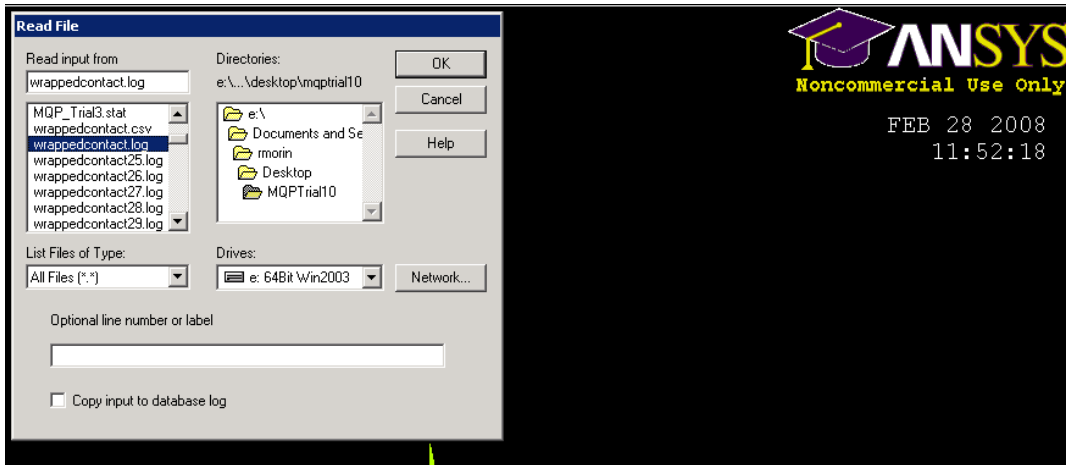 Read File
Read input from
wrappedcontact.log
MQP_Trial3.stat
wrappedcontact.csv
wrappedcontact.log
wrappedcontact25.log
wrappedcontact26.log
wrappedcontact27.log
wrappedcontact28.log
wrappedcontact29.log
List Files of Type:
All Files (*.*)
Directories:
e:\...\desktop\mqptrial10
e:\
Documents and Se
rmorin
Desktop
MQPTrial10
Drives:
e: 64Bit Win2003
OK
Cancel
Help
Network...
Optional line number or label
Copy input to database log
ANSYS
Noncommercial Use Only
FEB 28 2008
11:52:18